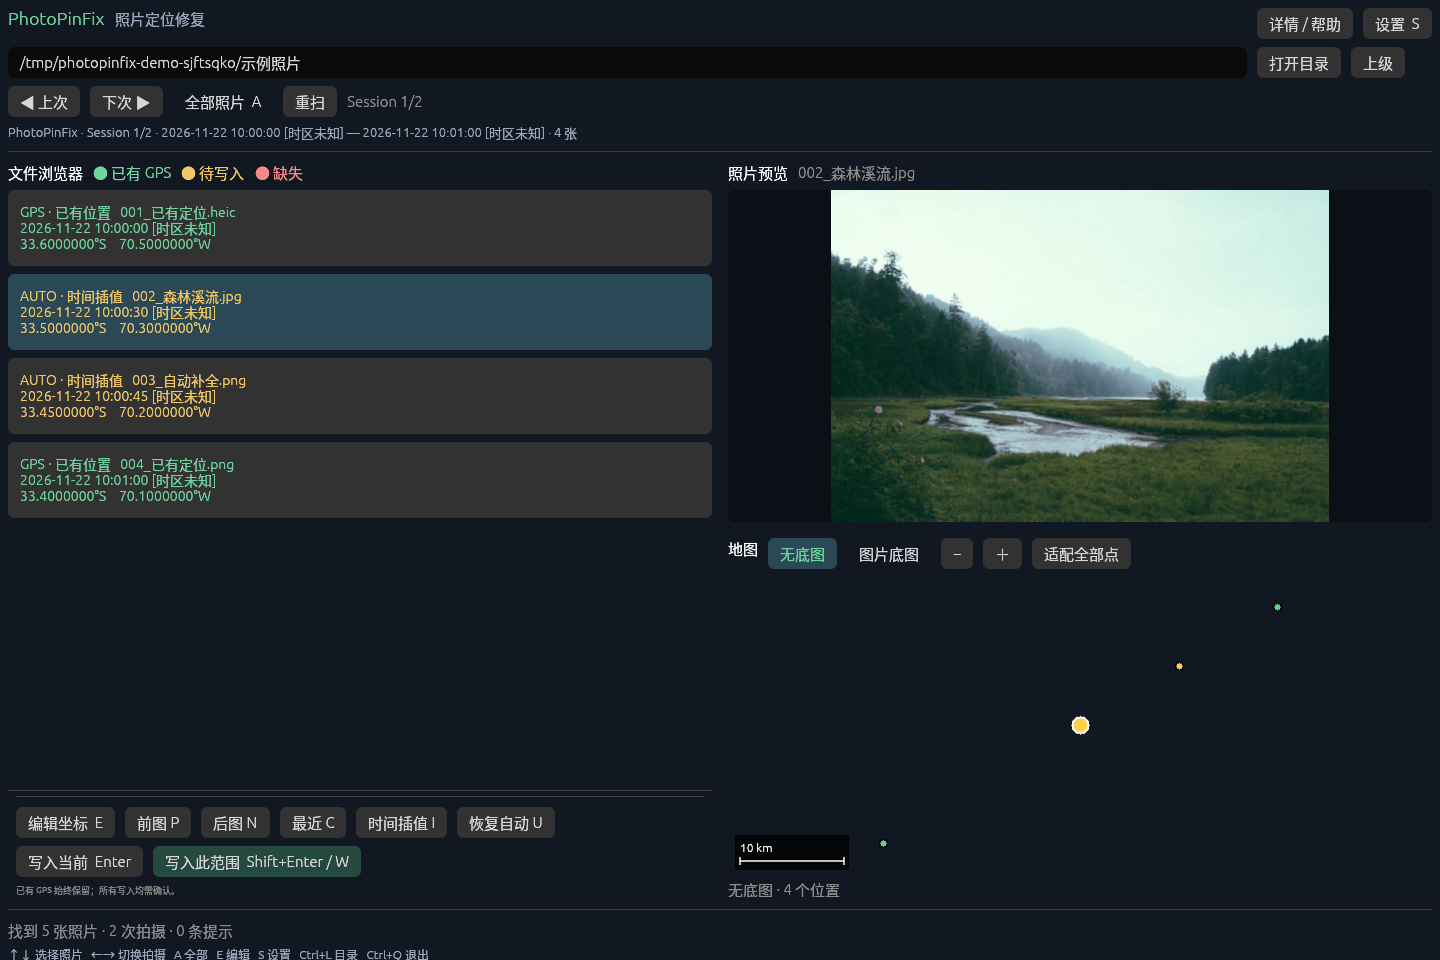 PhotoPinFix 照片定位修复
详情 / 帮助 设置 S
/tmp/photopinfix-demo-sjftsqko/示例照片
打开目录 上级
◀ 上次 下次 ▶ 全部照片 A 重扫 Session 1/2
PhotoPinFix · Session 1/2 · 2026-11-22 10:00:00 [时区未知] — 2026-11-22 10:01:00 [时区未知] · 4 张
文件浏览器 已有 GPS 待写入 缺失
GPS · 已有位置 001_已有定位.heic
2026-11-22 10:00:00 [时区未知]
33.6000000°S 70.5000000°W
AUTO · 时间插值 002_森林溪流.jpg
2026-11-22 10:00:30 [时区未知]
33.5000000°S 70.3000000°W
AUTO · 时间插值 003_自动补全.png
2026-11-22 10:00:45 [时区未知]
33.4500000°S 70.2000000°W
GPS · 已有位置 004_已有定位.png
2026-11-22 10:01:00 [时区未知]
33.4000000°S 70.1000000°W
编辑坐标 E 前图 P 后图 N 最近 C 时间插值 I 恢复自动 U
写入当前 Enter 写入此范围 Shift+Enter / W
已有 GPS 始终保留；所有写入均需确认。
照片预览 002_森林溪流.jpg
地图 无底图 图片底图 − ＋ 适配全部点
10 km
无底图 · 4 个位置
找到 5 张照片 · 2 次拍摄 · 0 条提示
↑↓ 选择照片 ←→ 切换拍摄 A 全部 E 编辑 S 设置 Ctrl+L 目录 Ctrl+Q 退出